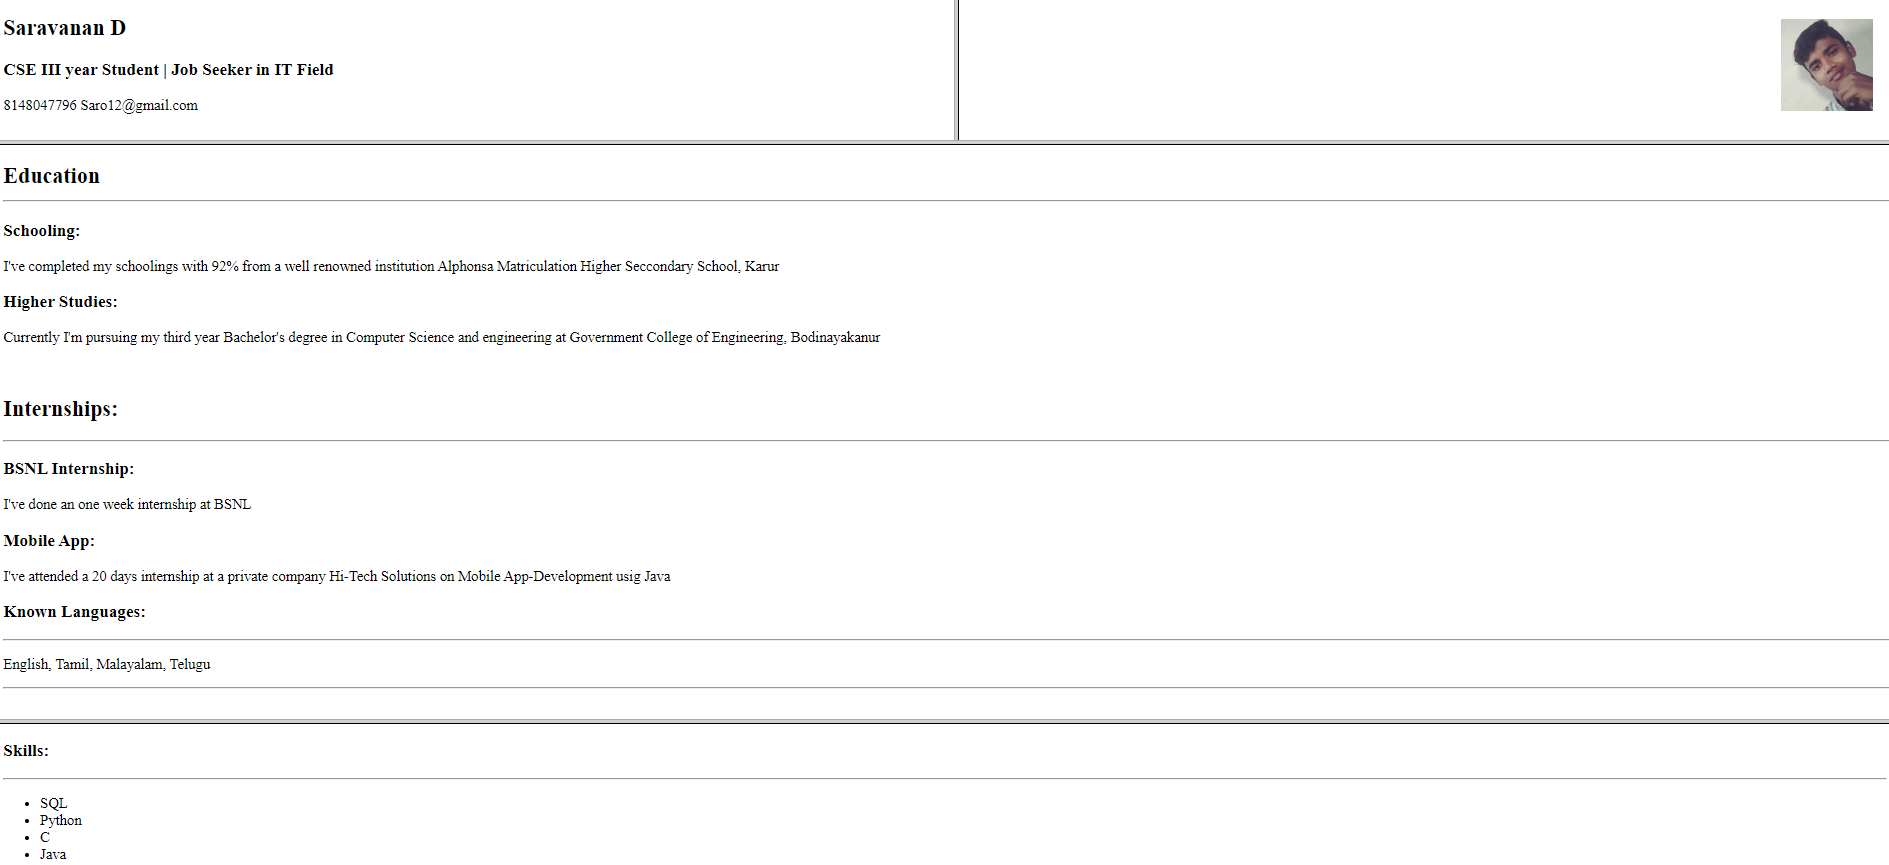 Saravanan D
CSE III year Student | Job Seeker in IT Field
8148047796 Saro12@gmail.com
Education
Schooling:
I've completed my schoolings with 92% from a well renowned institution Alphonsa Matriculation Higher Seccondary School, Karur
Higher Studies:
Currently I'm pursuing my third year Bachelor's degree in Computer Science and engineering at Government College of Engineering, Bodinayakanur
Internships:
BSNL Internship:
I've done an one week internship at BSNL
Mobile App:
I've attended a 20 days internship at a private company Hi-Tech Solutions on Mobile App-Development usig Java
Known Languages:
English, Tamil, Malayalam, Telugu
Skills:
• SQL
• Python
• C
• Java